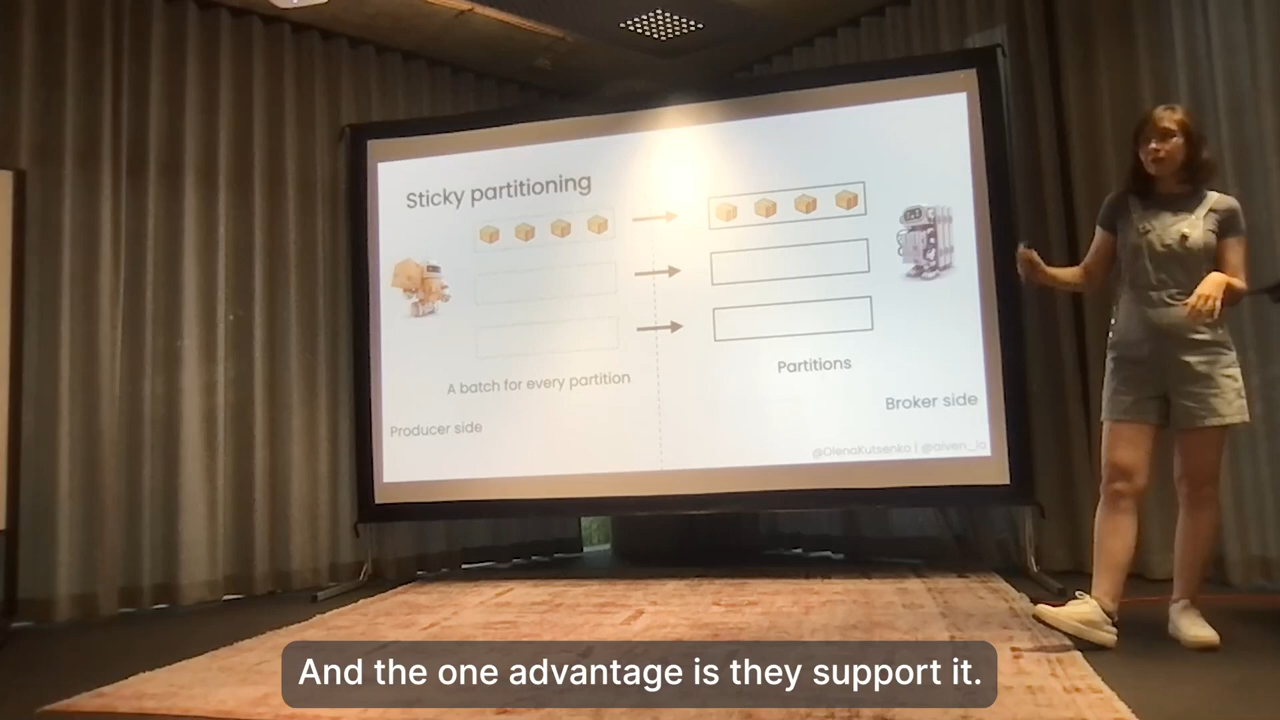 Sticky partitioning
A batch for every partition
Partitions
Producer side
Broker side
@OlenaKutsenko | @aiven_io
And the one advantage is they support it.